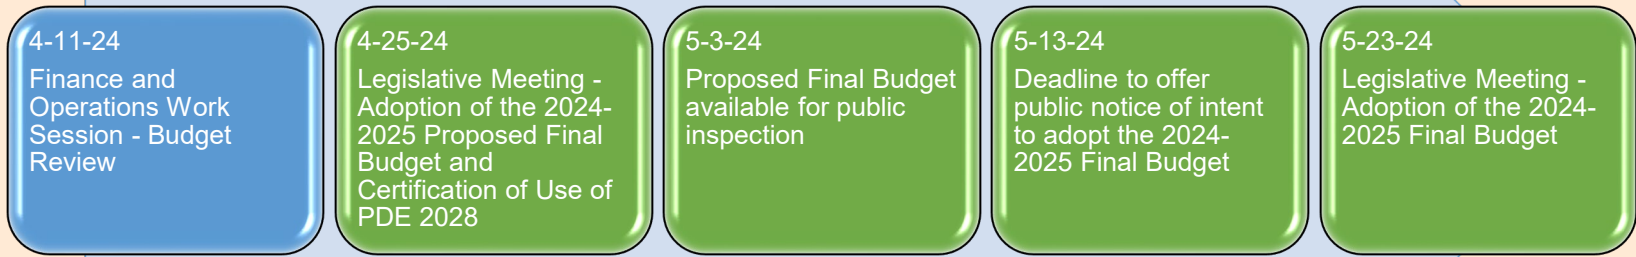 4-11-24
Finance and
Operations Work
Session - Budget
Review
4-25-24
Legislative Meeting -
Adoption of the 2024-
2025 Proposed Final
Budget and
Certification of Use of
PDE 2028
5-3-24
Proposed Final Budget
available for public
inspection
5-13-24
Deadline to offer
public notice of intent
to adopt the 2024-
2025 Final Budget
5-23-24
Legislative Meeting -
Adoption of the 2024-
2025 Final Budget